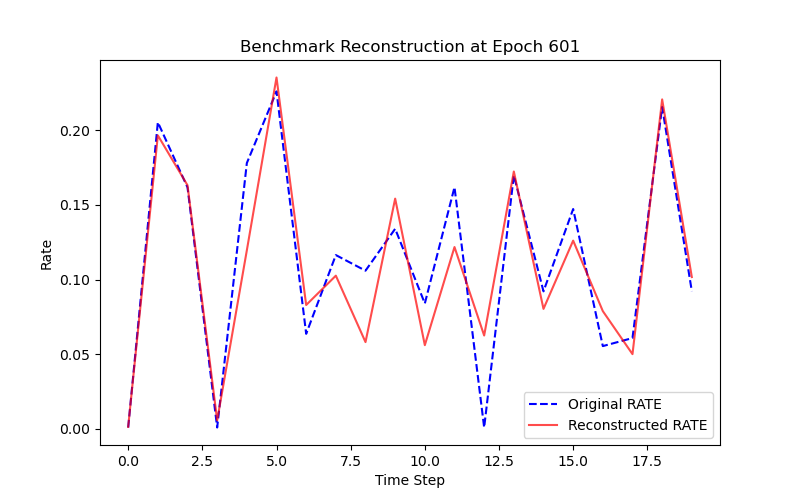 Benchmark Reconstruction at Epoch 601
Rate
0.20
0.15
0.10
0.05
0.00
Original RATE
Reconstructed RATE
0.0 2.5 5.0 7.5 10.0 12.5 15.0 17.5
Time Step